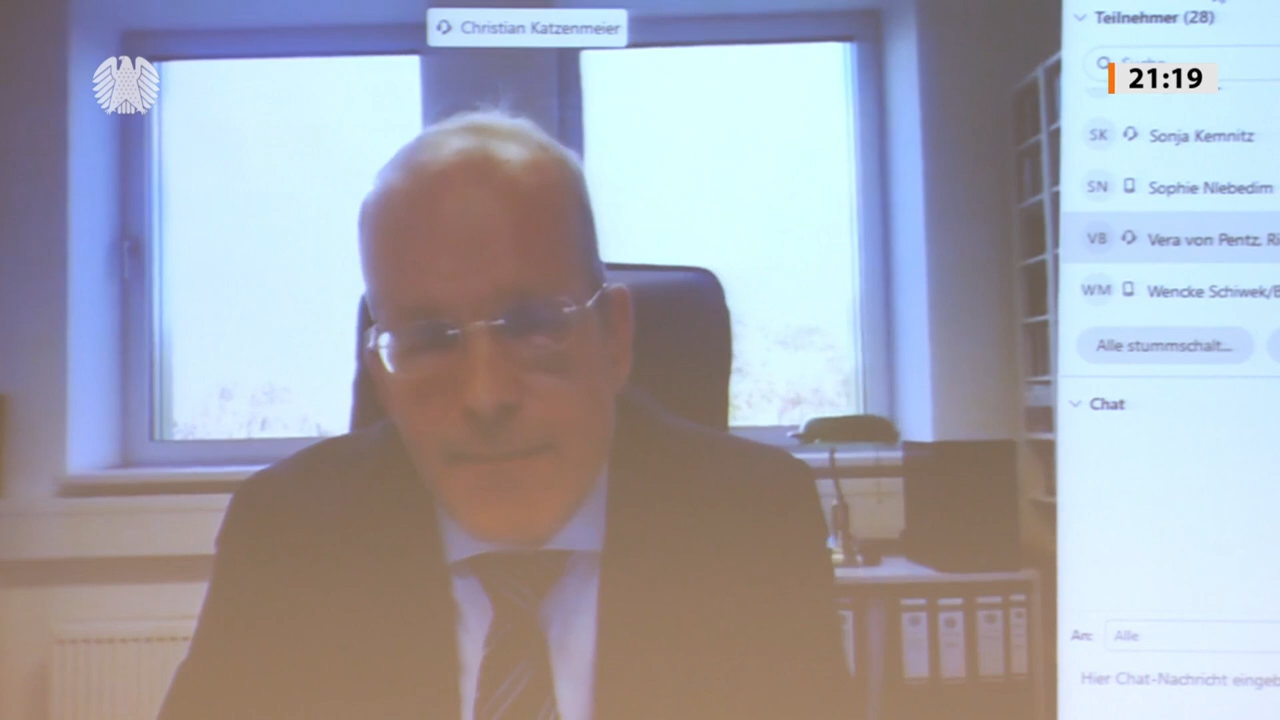 Christian Katzenmeier
Teilnehmer (28)
21:19
SK Sonja Kemnitz
SN Sophie NIebedim
VB Vera von Pentz,
WM Wencke Schiwek/B
Alle stummschalt...
Chat
An: Alle
Hier Chat-Nachricht eingeb